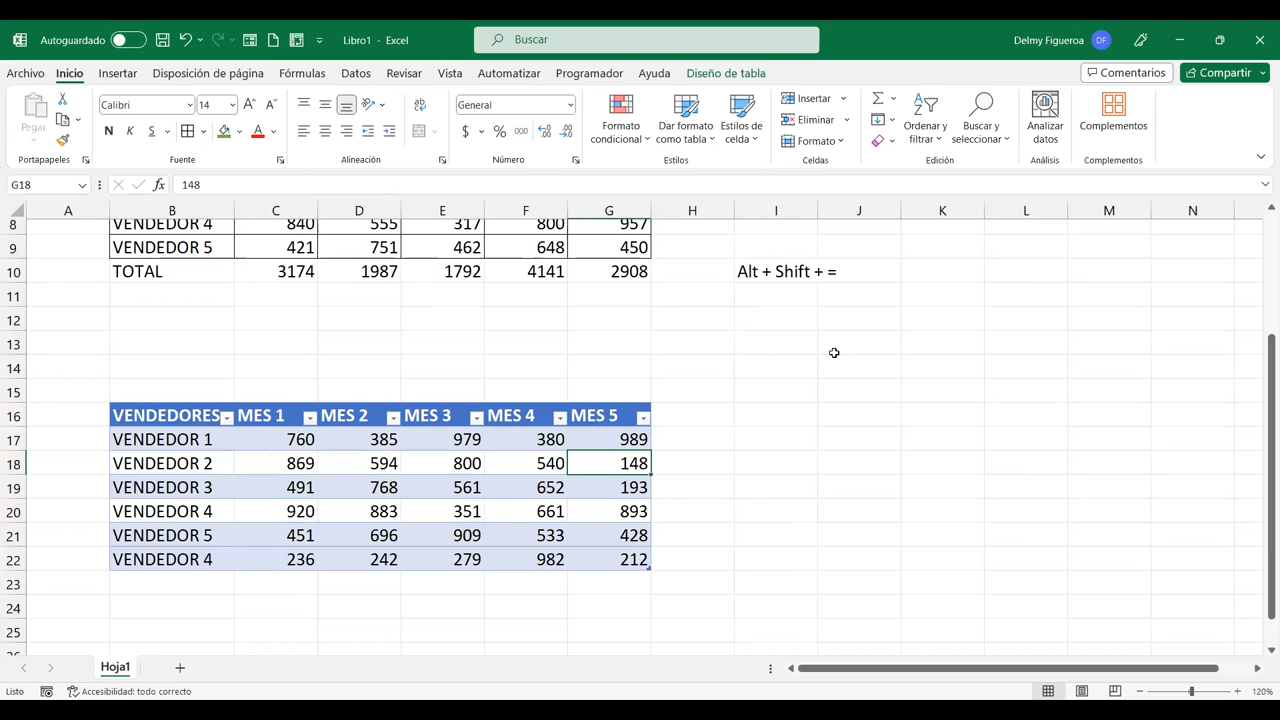 Autoguardado Libro1 - Excel Buscar Delmy Figueroa DF
Archivo Inicio Insertar Disposición de página Fórmulas Datos Revisar Vista Automatizar Programador Ayuda Diseño de tabla Comentarios Compartir
Pegar Calibri 14 General Formato condicional Dar formato como tabla Estilos de celda Insertar Eliminar Formato Ordenar y filtrar Buscar y seleccionar Analizar datos Complementos
N K S $ % 000
Portapapeles Fuente Alineación Número Estilos Celdas Edición Análisis Complementos
G18 fx 148
A B C D E F G H I J K L M N
8 VENDEDOR 4 840 555 317 800 957
9 VENDEDOR 5 421 751 462 648 450
10 TOTAL 3174 1987 1792 4141 2908 Alt + Shift + =
11
12
13
14
15
16 VENDEDORES MES 1 MES 2 MES 3 MES 4 MES 5
17 VENDEDOR 1 760 385 979 380 989
18 VENDEDOR 2 869 594 800 540 148
19 VENDEDOR 3 491 768 561 652 193
20 VENDEDOR 4 920 883 351 661 893
21 VENDEDOR 5 451 696 909 533 428
22 VENDEDOR 4 236 242 279 982 212
23
24
25
Hoja1
Listo Accesibilidad: todo correcto 120%